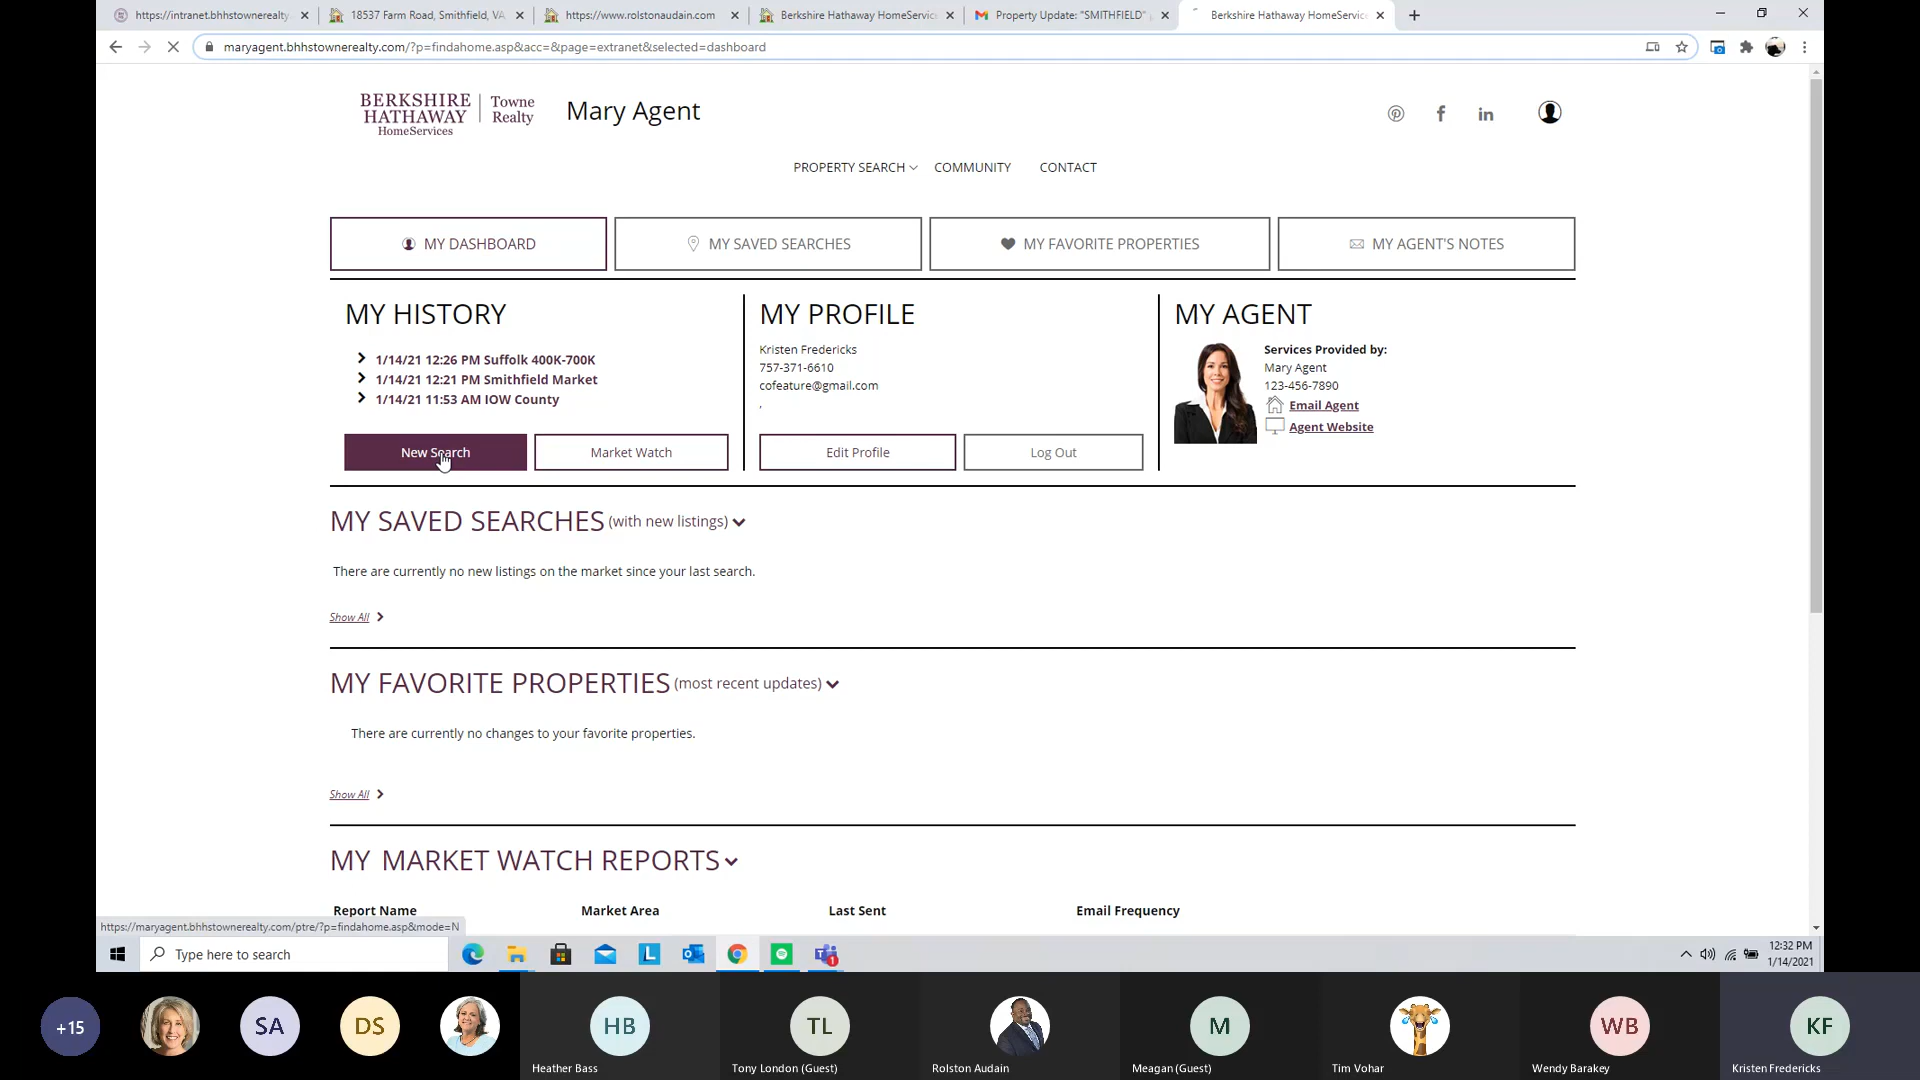 https://intranet.bhhstownerealty
18537 Farm Road, Smithfield, VA
https://www.rolstonaudain.com
Berkshire Hathaway HomeServic
Property Update: "SMITHFIELD"
Berkshire Hathaway HomeService
maryagent.bhhstownerealty.com/?p=findahome.asp&acc=&page=extranet&selected=dashboard
BERKSHIRE HATHAWAY HomeServices
Towne Realty
Mary Agent
PROPERTY SEARCH
COMMUNITY
CONTACT
MY DASHBOARD
MY SAVED SEARCHES
MY FAVORITE PROPERTIES
MY AGENT'S NOTES
MY HISTORY
1/14/21 12:26 PM Suffolk 400K-700K
1/14/21 12:21 PM Smithfield Market
1/14/21 11:53 AM IOW County
New Search
Market Watch
MY PROFILE
Kristen Fredericks
757-371-6610
cofeature@gmail.com
,
Edit Profile
Log Out
MY AGENT
Services Provided by:
Mary Agent
123-456-7890
Email Agent
Agent Website
MY SAVED SEARCHES (with new listings)
There are currently no new listings on the market since your last search.
Show All
MY FAVORITE PROPERTIES (most recent updates)
There are currently no changes to your favorite properties.
Show All
MY MARKET WATCH REPORTS
Report Name
Market Area
Last Sent
Email Frequency
https://maryagent.bhhstownerealty.com/ptre/?p=findahome.asp&mode=N
Type here to search
L
1
12:32 PM
1/14/2021
+15
SA
DS
HB
Heather Bass
TL
Tony London (Guest)
Rolston Audain
M
Meagan (Guest)
Tim Vohar
WB
Wendy Barakey
KF
Kristen Fredericks